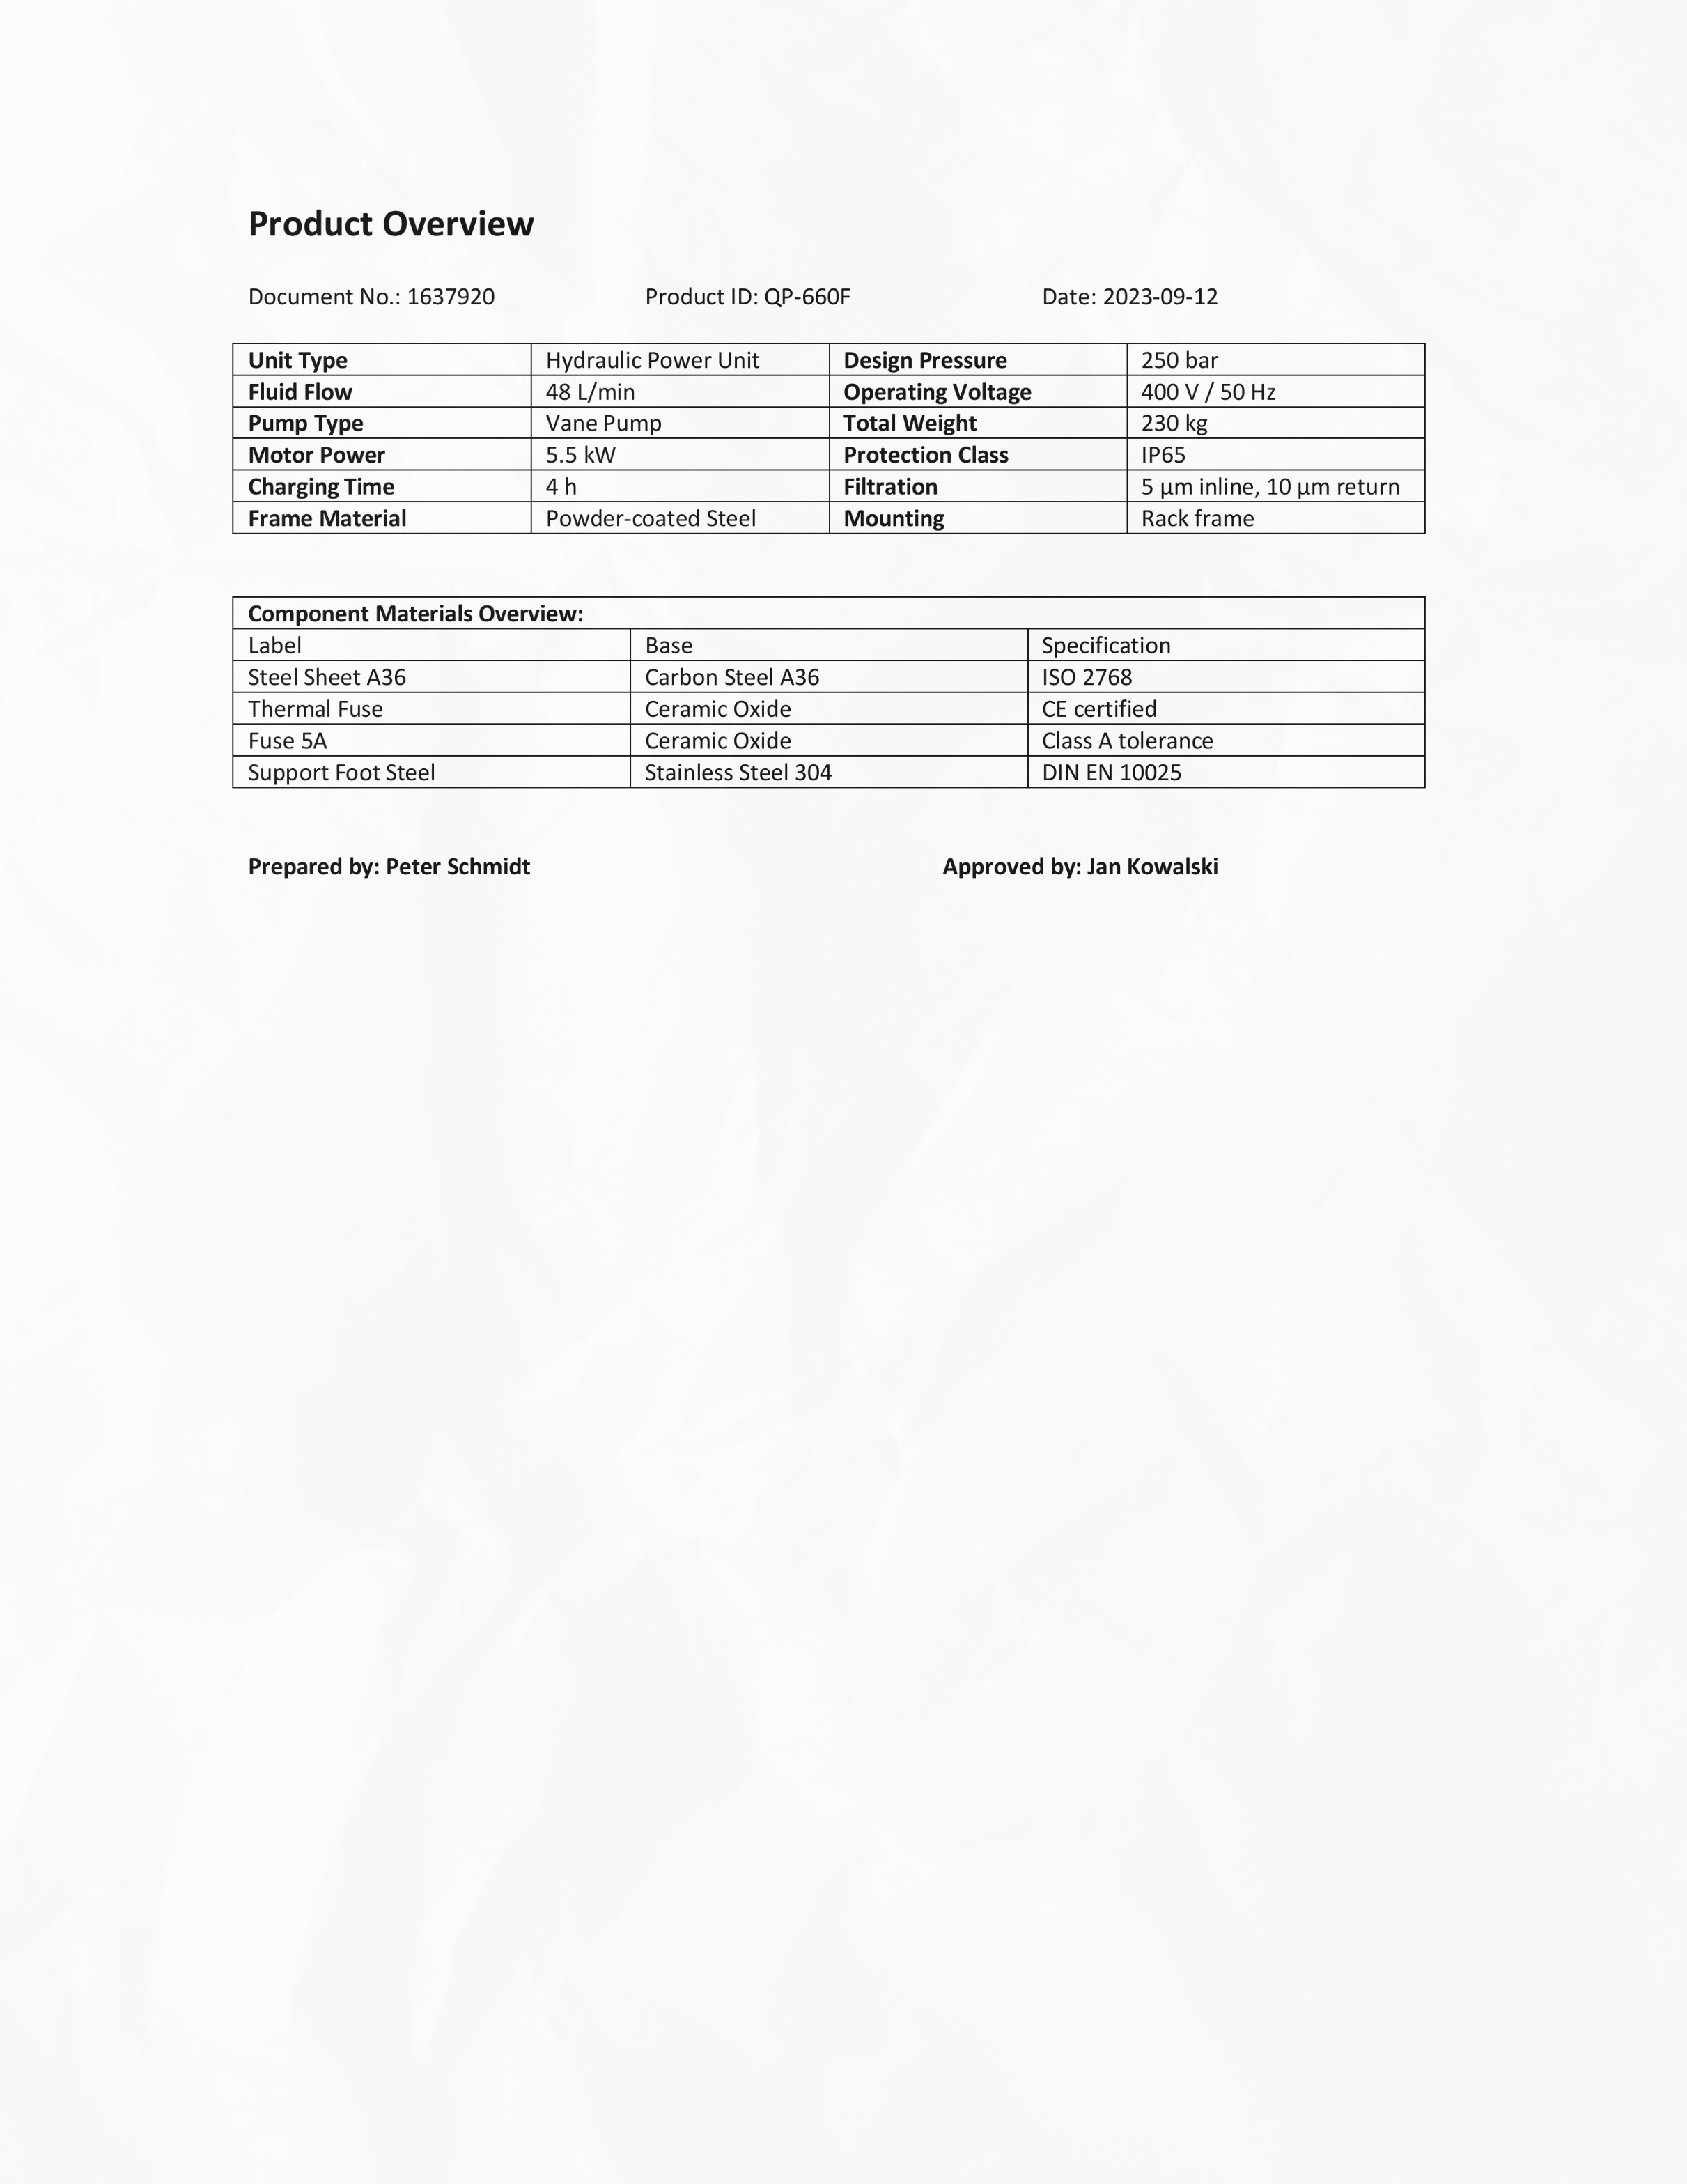 Product Overview
Document No.: 1637920 Product ID: QP-660F Date: 2023-09-12
Unit Type Hydraulic Power Unit Design Pressure 250 bar
Fluid Flow 48 L/min Operating Voltage 400 V / 50 Hz
Pump Type Vane Pump Total Weight 230 kg
Motor Power 5.5 kW Protection Class IP65
Charging Time 4 h Filtration 5 µm inline, 10 µm return
Frame Material Powder-coated Steel Mounting Rack frame
Component Materials Overview:
Label Base Specification
Steel Sheet A36 Carbon Steel A36 ISO 2768
Thermal Fuse Ceramic Oxide CE certified
Fuse 5A Ceramic Oxide Class A tolerance
Support Foot Steel Stainless Steel 304 DIN EN 10025
Prepared by: Peter Schmidt Approved by: Jan Kowalski